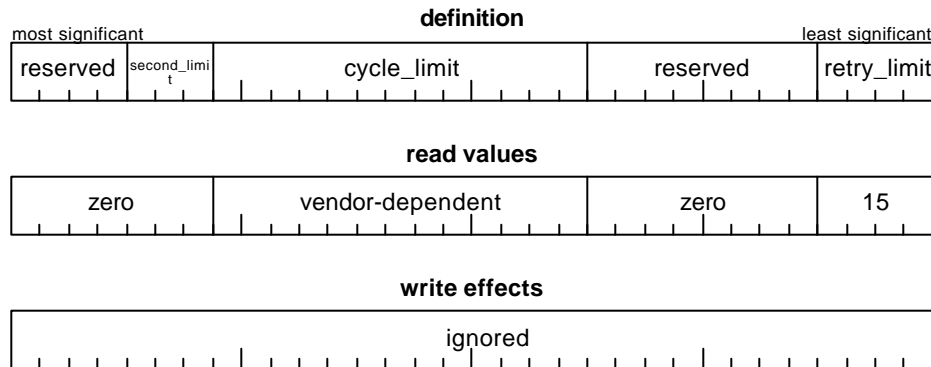 definition
most significant
least significant
reserved
second_limi
t
cycle_limit
reserved
retry_limit
read values
zero
vendor-dependent
zero
15
write effects
ignored